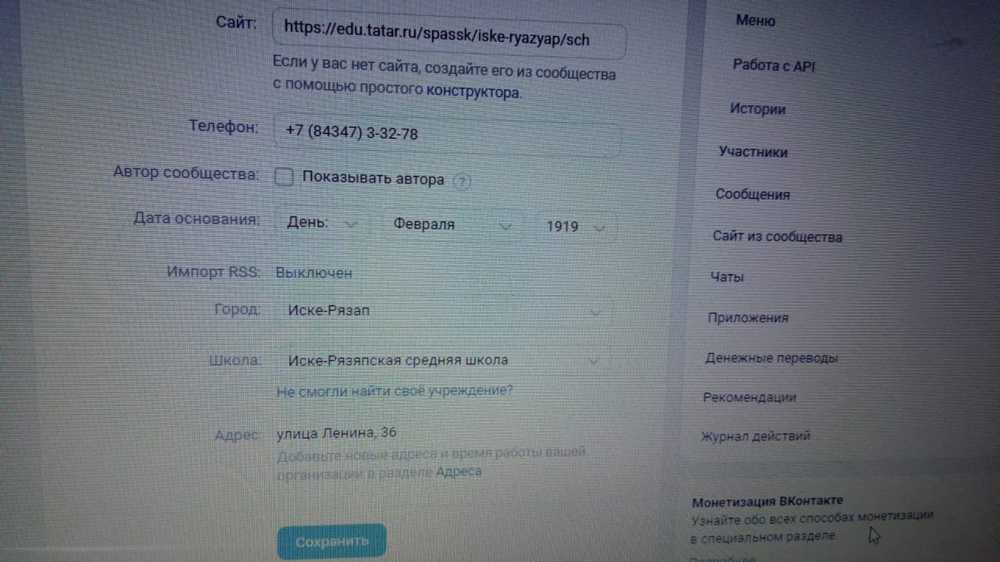 Сайт: https://edu.tatar.ru/spassk/iske-ryazyap/sch
Если у вас нет сайта, создайте его из сообщества
с помощью простого конструктора.
Телефон: +7 (84347) 3-32-78
Автор сообщества: Показывать автора ?
Дата основания: День: Февраля 1919
Импорт RSS: Выключен
Город: Иске-Рязап
Школа: Иске-Рязяпская средняя школа
Не смогли найти своё учреждение?
Адрес: улица Ленина, 36
Добавьте новые адреса и время работы вашей
организации в разделе Адреса
Сохранить
Меню
Работа с API
Истории
Участники
Сообщения
Сайт из сообщества
Чаты
Приложения
Денежные переводы
Рекомендации
Журнал действий
Монетизация ВКонтакте
Узнайте обо всех способах монетизации
в специальном разделе.